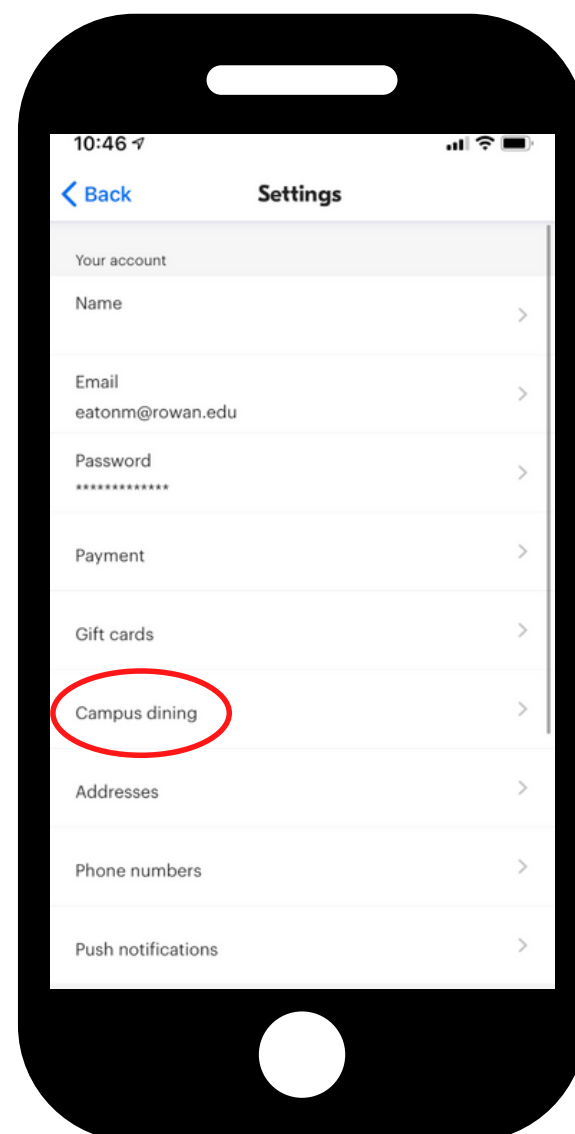 10:46
Back Settings
Your account
Name
Email
eatonm@rowan.edu
Password
*************
Payment
Gift cards
Campus dining
Addresses
Phone numbers
Push notifications